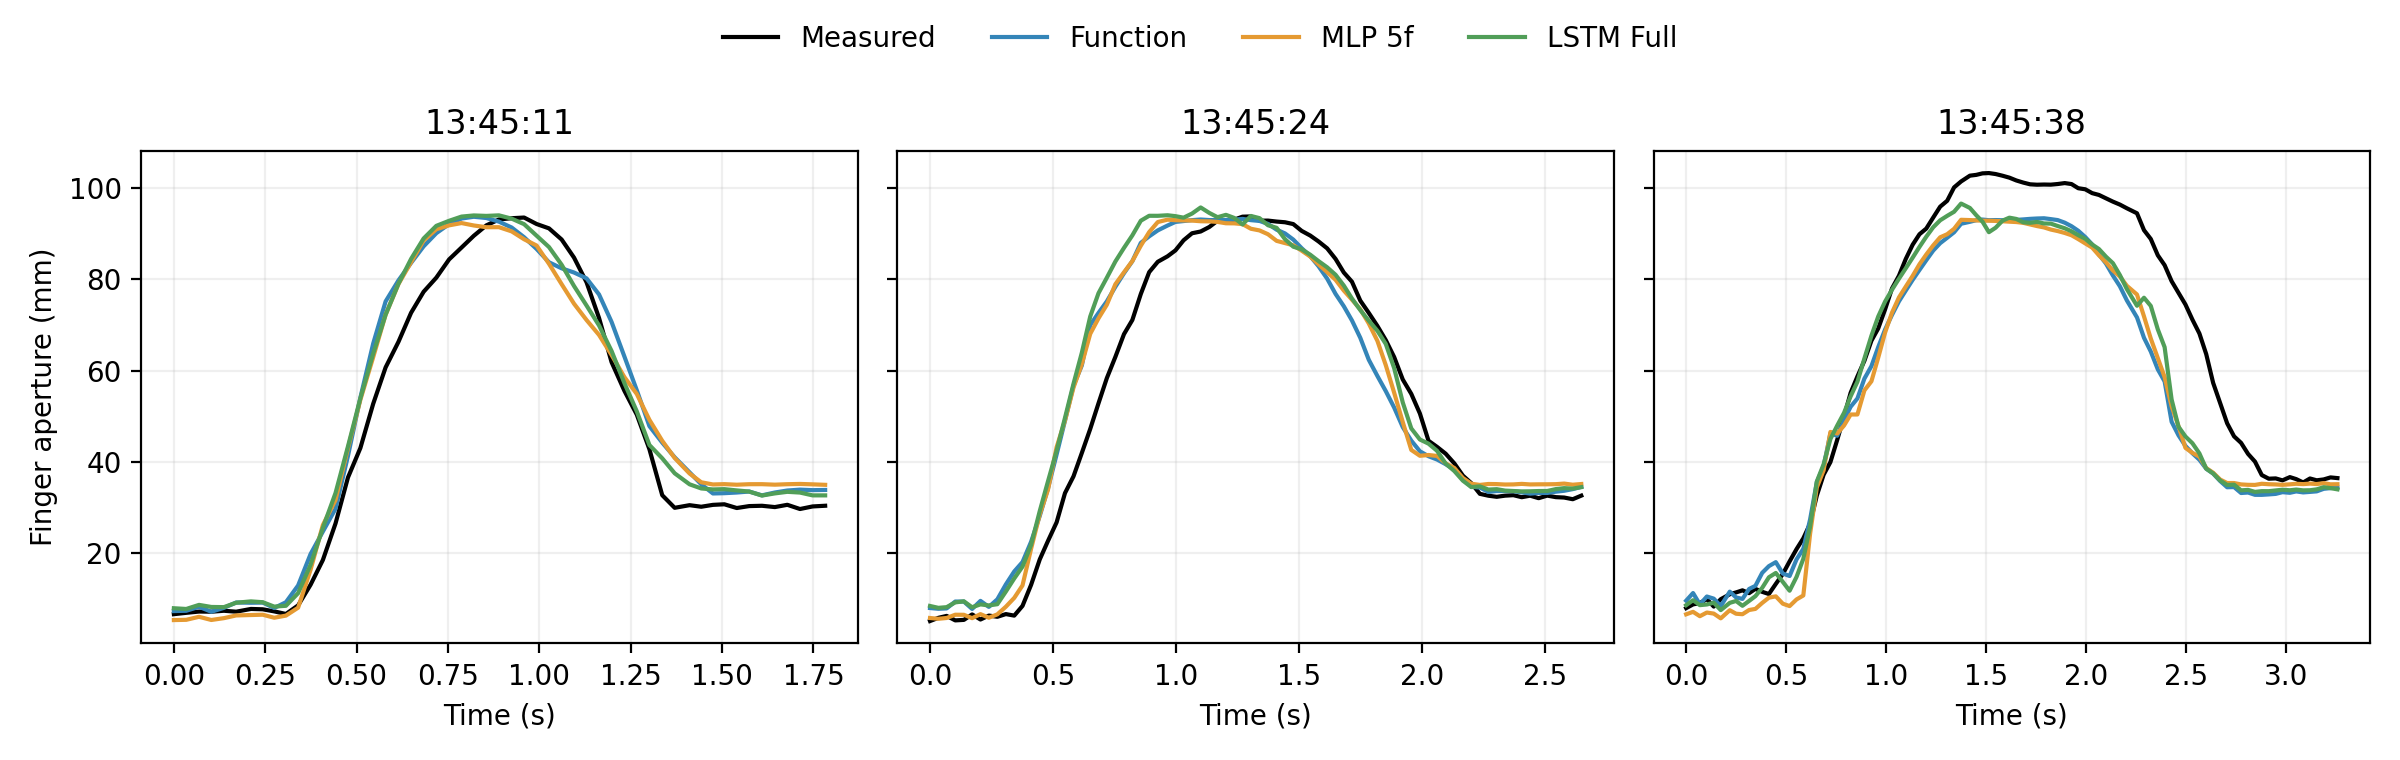 Measured Function MLP 5f LSTM Full
13:45:11 13:45:24 13:45:38
Finger aperture (mm)
100
80
60
40
20
0.00 0.25 0.50 0.75 1.00 1.25 1.50 1.75
0.0 0.5 1.0 1.5 2.0 2.5
0.0 0.5 1.0 1.5 2.0 2.5 3.0
Time (s) Time (s) Time (s)